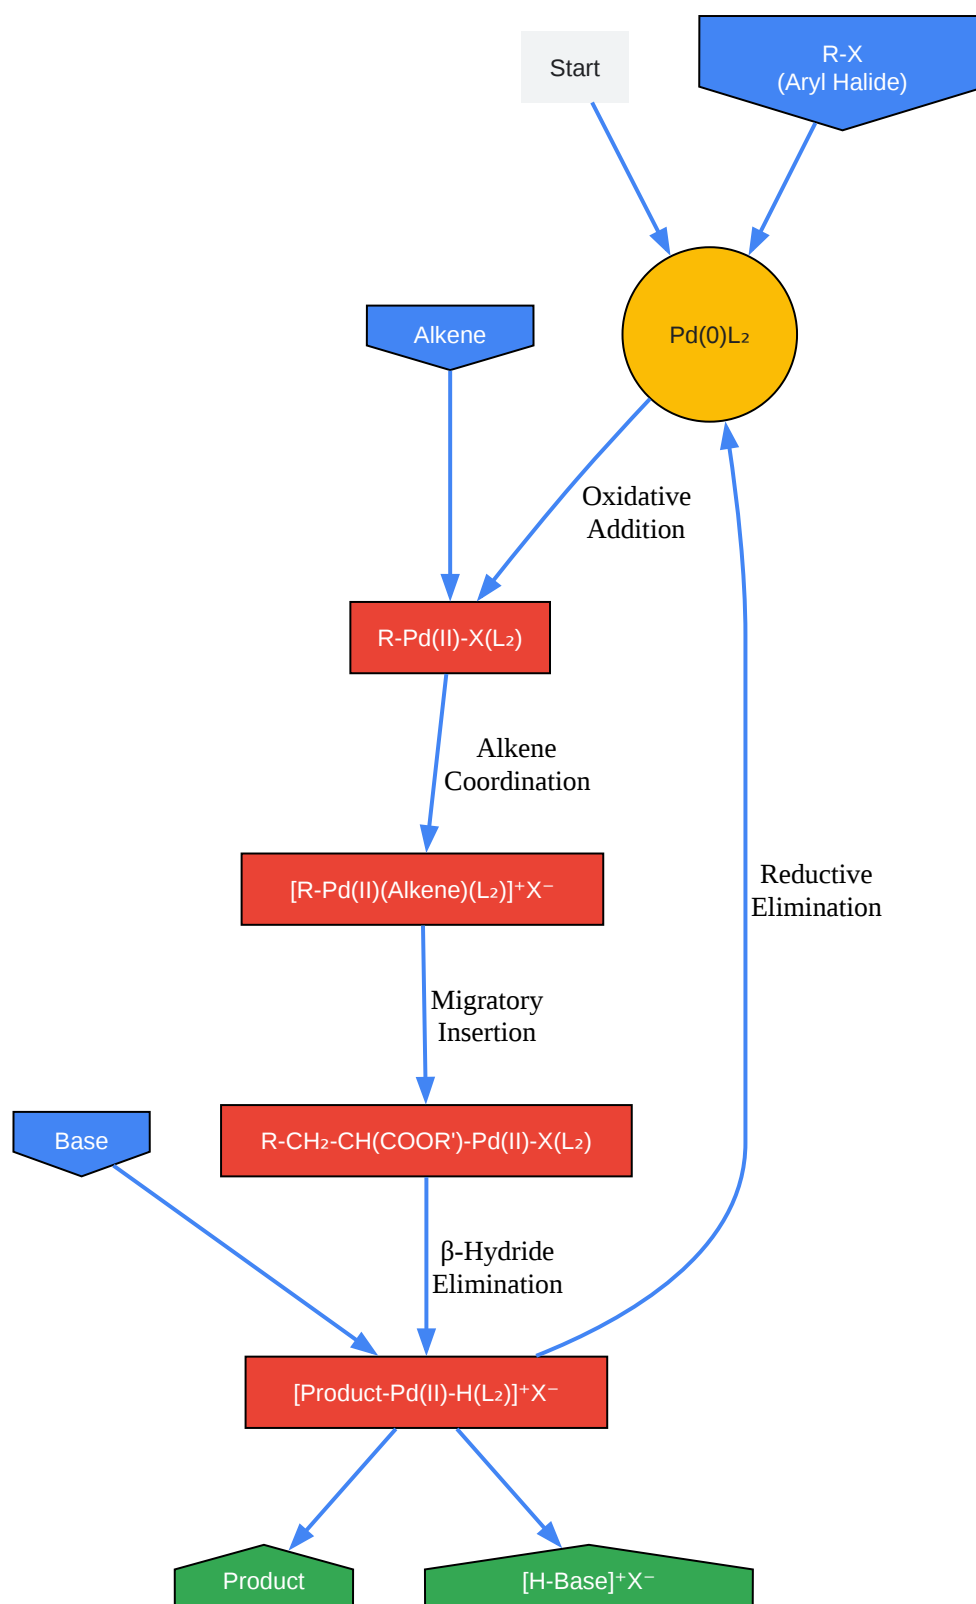 Start
R-X
(Aryl Halide)
Alkene
Pd(0)L₂
Oxidative
Addition
R-Pd(II)-X(L₂)
Alkene
Coordination
[R-Pd(II)(Alkene)(L₂)]⁺X⁻
Reductive
Elimination
Migratory
Insertion
Base
R-CH₂-CH(COOR')-Pd(II)-X(L₂)
β-Hydride
Elimination
[Product-Pd(II)-H(L₂)]⁺X⁻
Product
[H-Base]⁺X⁻